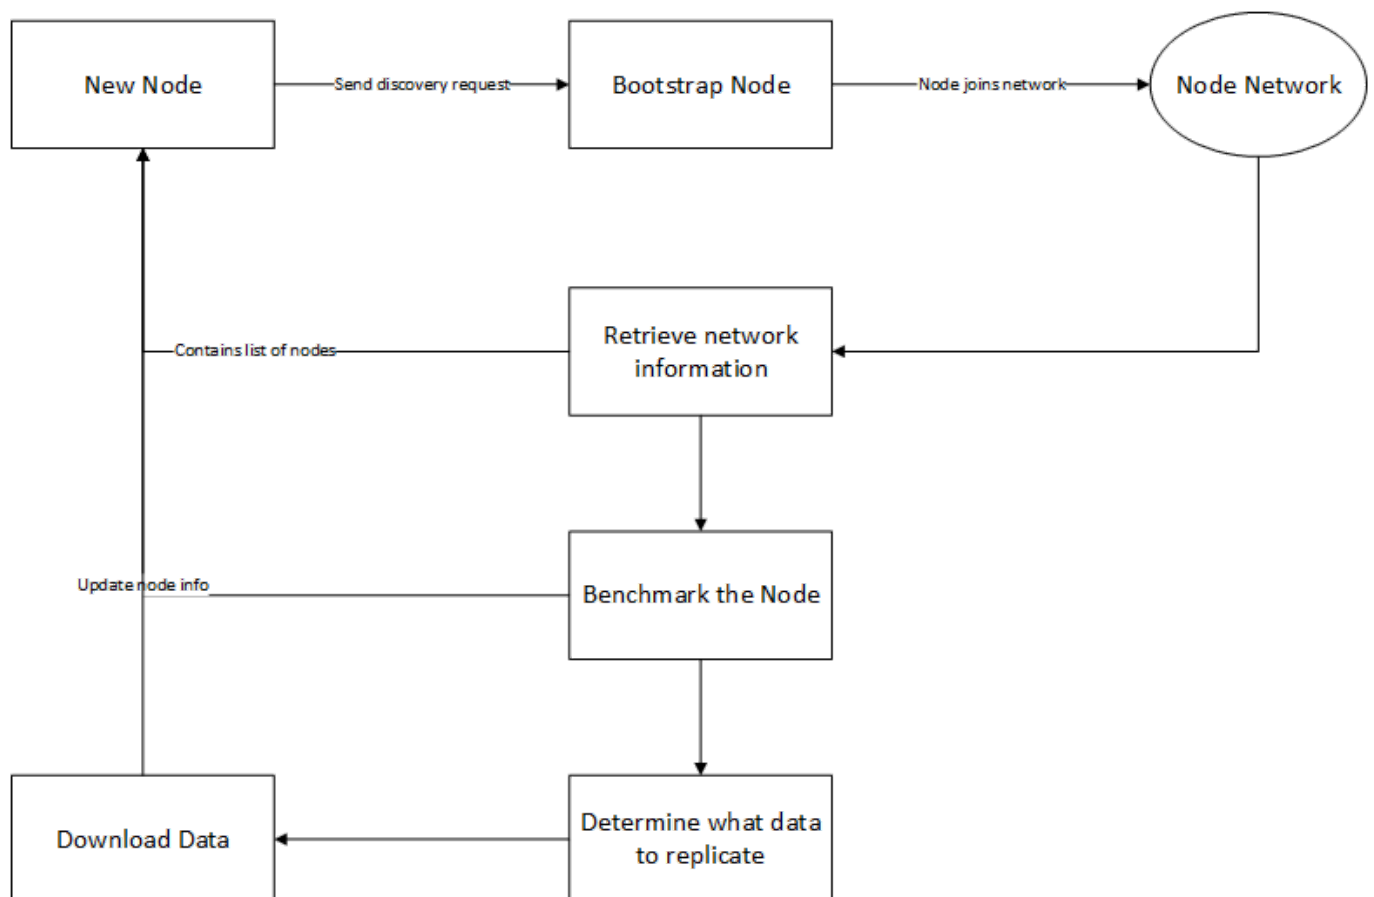 New Node
Send discovery request
Bootstrap Node
Node joins network
Node Network
Contains list of nodes
Retrieve network
information
Update node info
Benchmark the Node
Download Data
Determine what data
to replicate